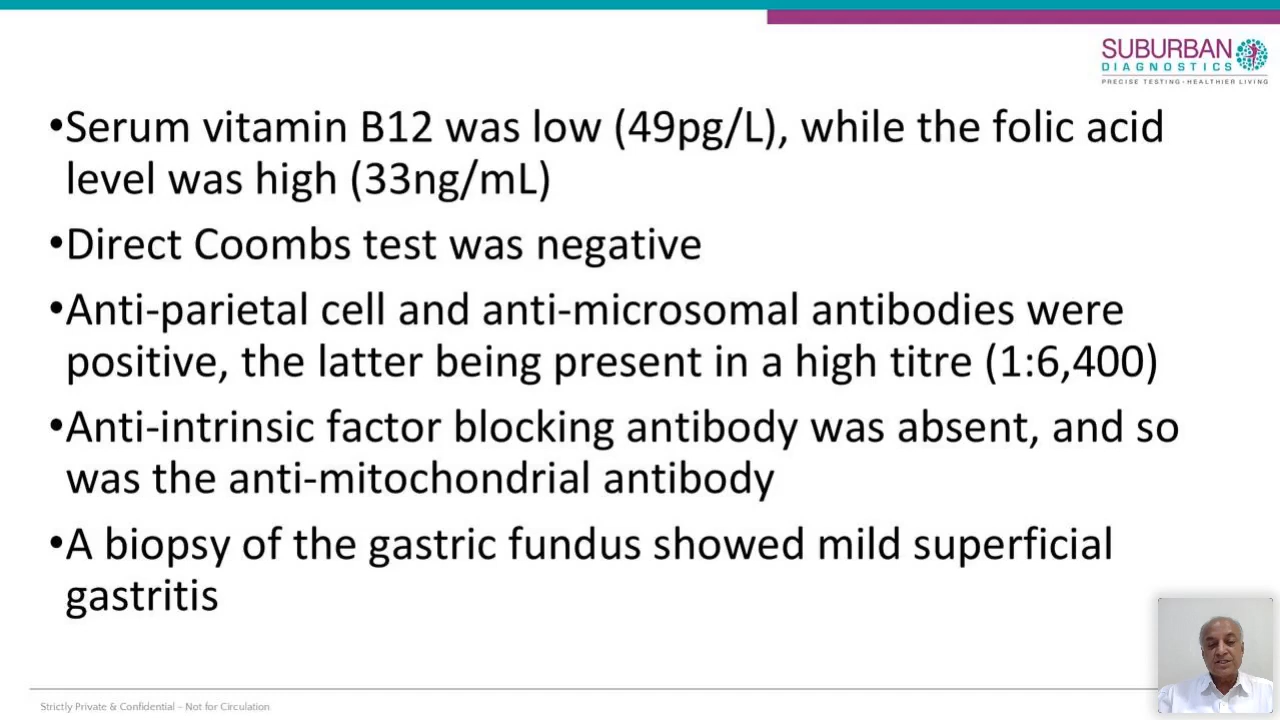 SUBURBAN
DIAGNOSTICS
PRECISE TESTING-HEALTHIER LIVING
•Serum vitamin B12 was low (49pg/L), while the folic acid
level was high (33ng/mL)
•Direct Coombs test was negative
•Anti-parietal cell and anti-microsomal antibodies were
positive, the latter being present in a high titre (1:6,400)
•Anti-intrinsic factor blocking antibody was absent, and so
was the anti-mitochondrial antibody
•A biopsy of the gastric fundus showed mild superficial
gastritis
Strictly Private & Confidential – Not for Circulation